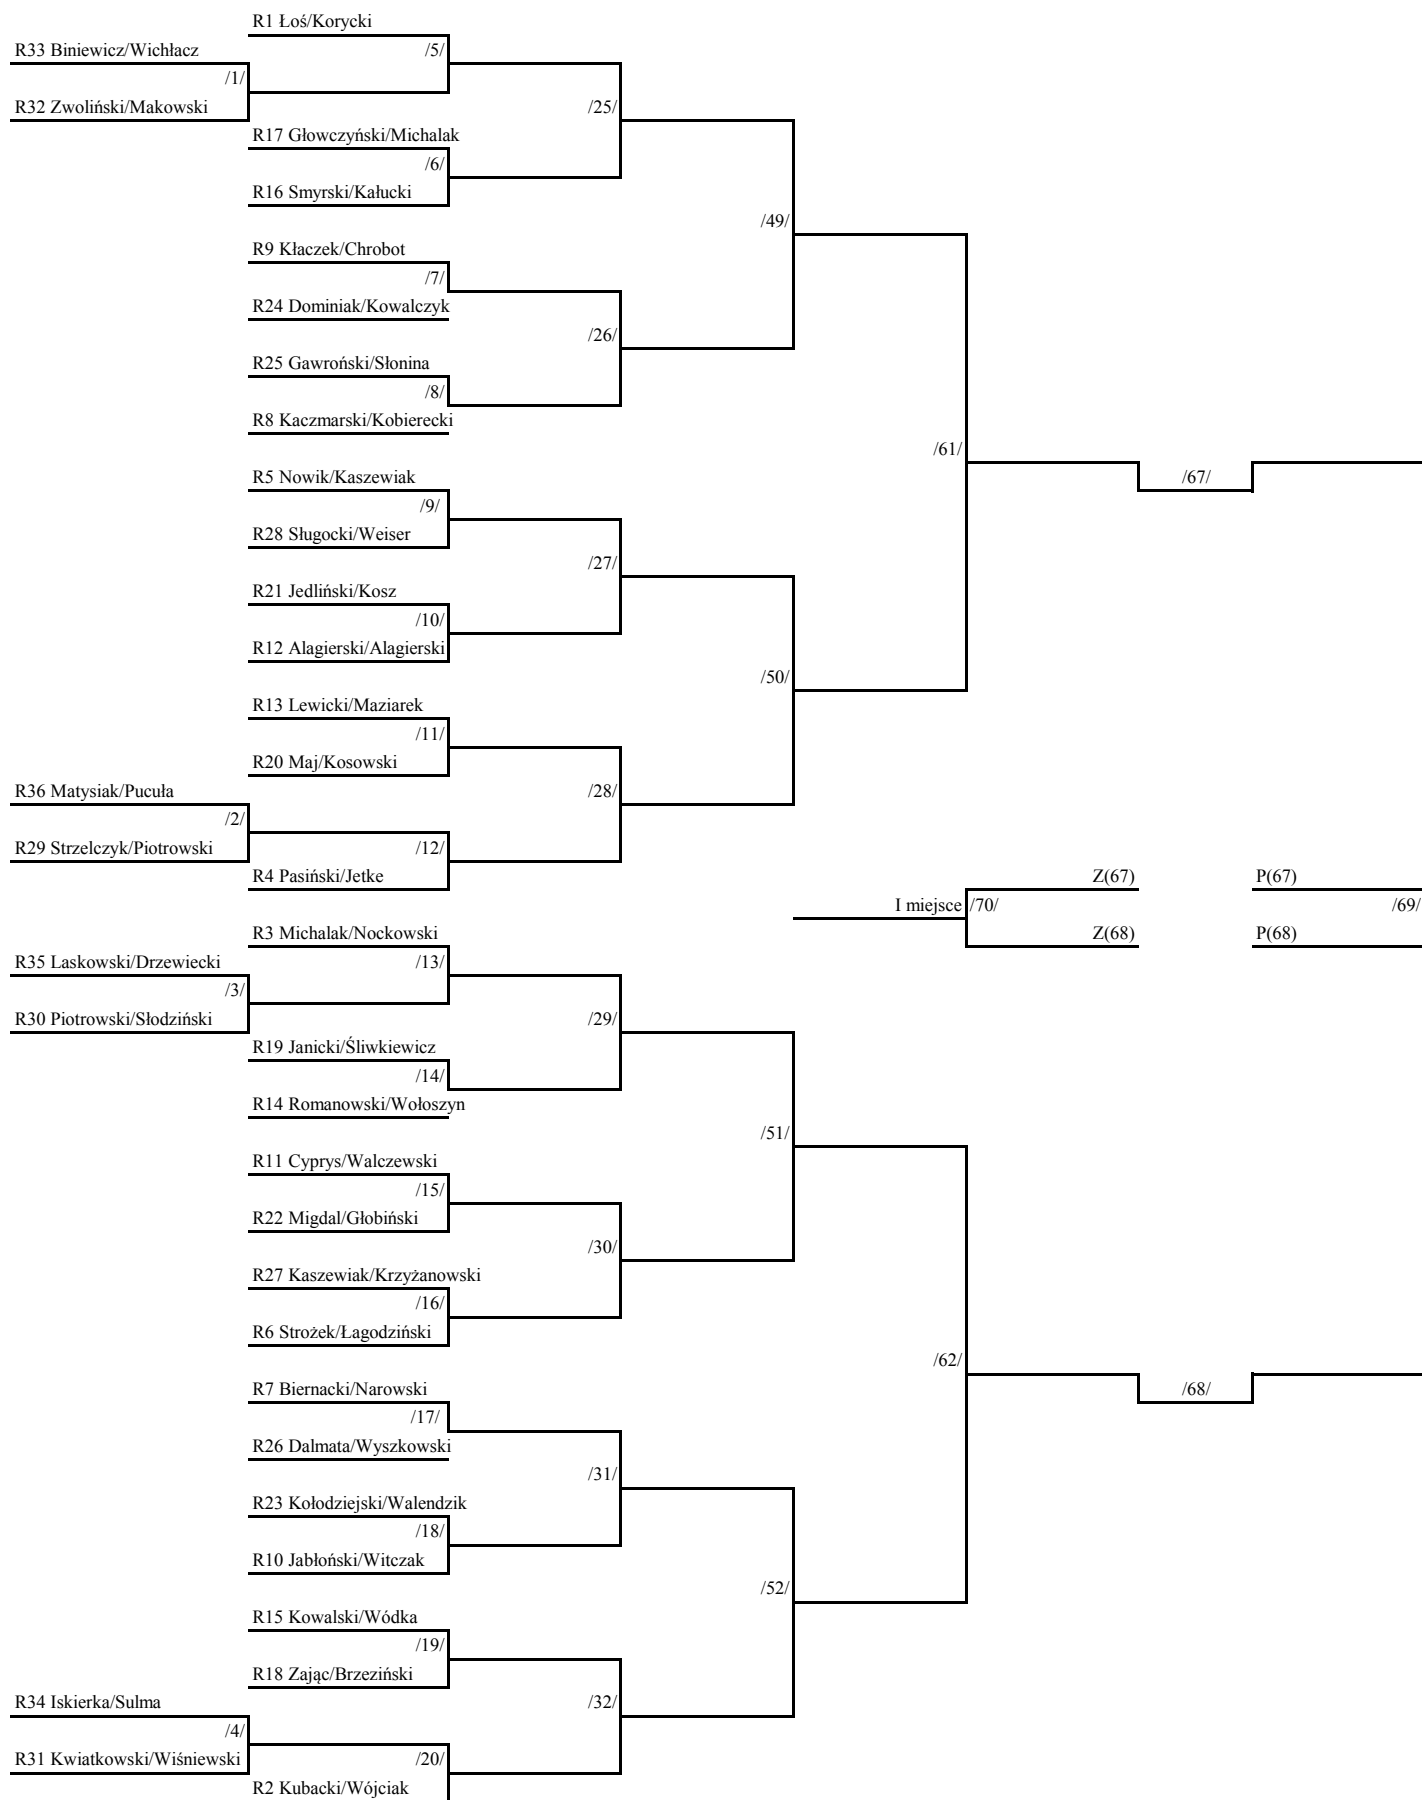 R1 Łoś/Korycki
R33 Biniewicz/Wichłacz
/5/
/1/
R32 Zwoliński/Makowski
/25/
R17 Głowczyński/Michalak
/6/
R16 Smyrski/Kałucki
/49/
R9 Kłaczek/Chrobot
/7/
R24 Dominiak/Kowalczyk
/26/
R25 Gawroński/Słonina
/8/
R8 Kaczmarski/Kobierecki
/61/
R5 Nowik/Kaszewiak
/67/
/9/
R28 Sługocki/Weiser
/27/
R21 Jedliński/Kosz
/10/
R12 Alagierski/Alagierski
/50/
R13 Lewicki/Maziarek
/11/
R20 Maj/Kosowski
R36 Matysiak/Pucuła
/28/
/2/
R29 Strzelczyk/Piotrowski
/12/
R4 Pasiński/Jetke
Z(67)
P(67)
I miejsce
/70/
/69/
R3 Michalak/Nockowski
Z(68)
P(68)
R35 Laskowski/Drzewiecki
/13/
/3/
R30 Piotrowski/Słodziński
/29/
R19 Janicki/Śliwkiewicz
/14/
R14 Romanowski/Wołoszyn
/51/
R11 Cyprys/Walczewski
/15/
R22 Migdal/Głobiński
/30/
R27 Kaszewiak/Krzyżanowski
/16/
R6 Strożek/Łagodziński
/62/
R7 Biernacki/Narowski
/68/
/17/
R26 Dalmata/Wyszkowski
/31/
R23 Kołodziejski/Walendzik
/18/
R10 Jabłoński/Witczak
/52/
R15 Kowalski/Wódka
/19/
R18 Zając/Brzeziński
R34 Iskierka/Sulma
/32/
/4/
R31 Kwiatkowski/Wiśniewski
/20/
R2 Kubacki/Wójciak